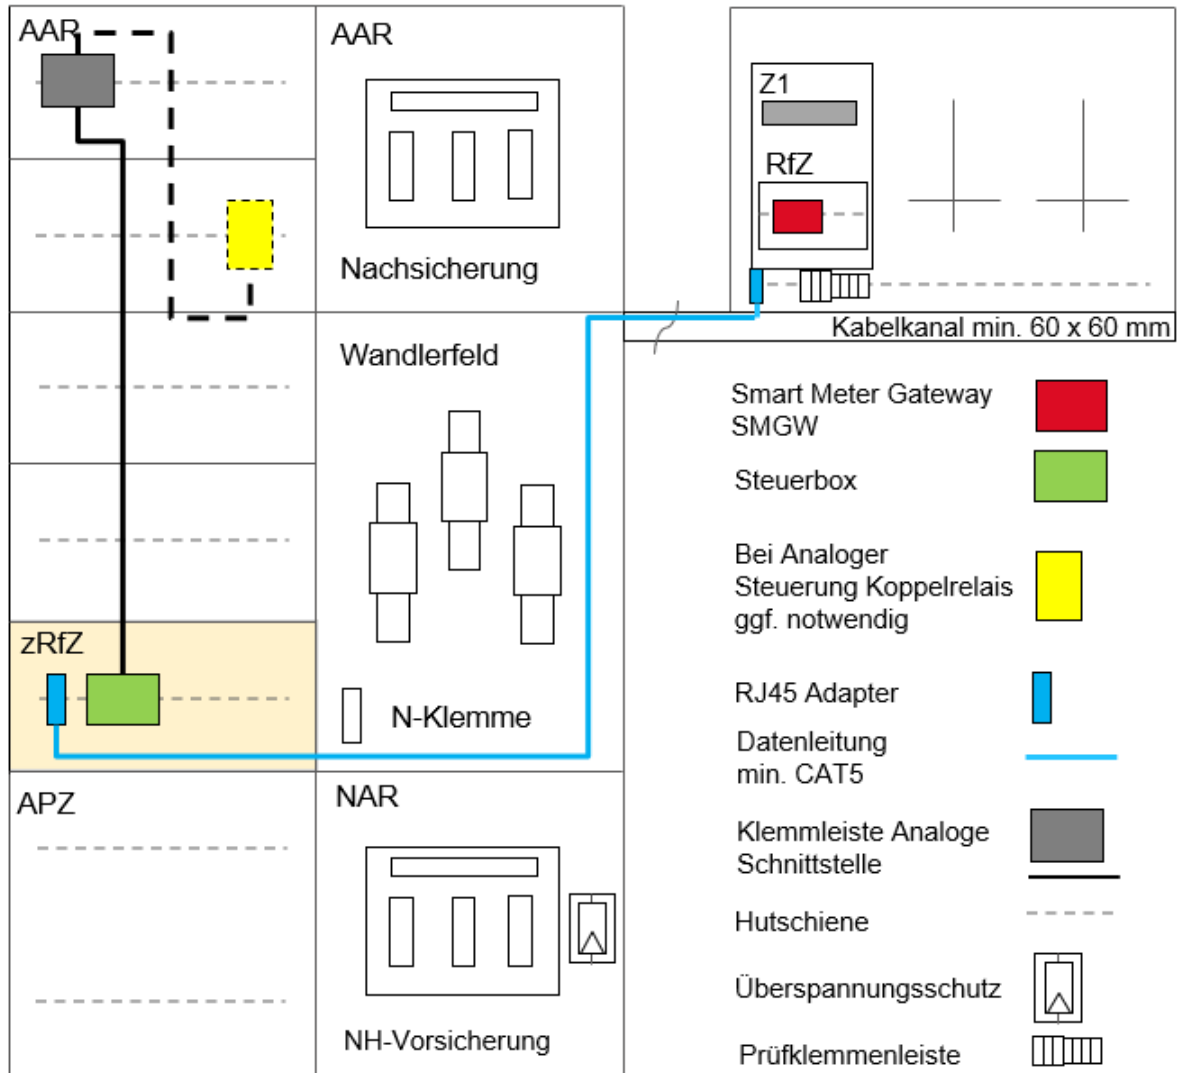 AAR
AAR
Nachsicherung
Z1
RfZ
Kabelkanal min. 60 x 60 mm
Wandlerfeld
zRfZ
N-Klemme
APZ
NAR
NH-Vorsicherung
Smart Meter Gateway
SMGW
Steuerbox
Bei Analoger
Steuerung Koppelrelais
ggf. notwendig
RJ45 Adapter
Datenleitung
min. CAT5
Klemmleiste Analoge
Schnittstelle
Hutschiene
Überspannungsschutz
Prüfklemmenleiste